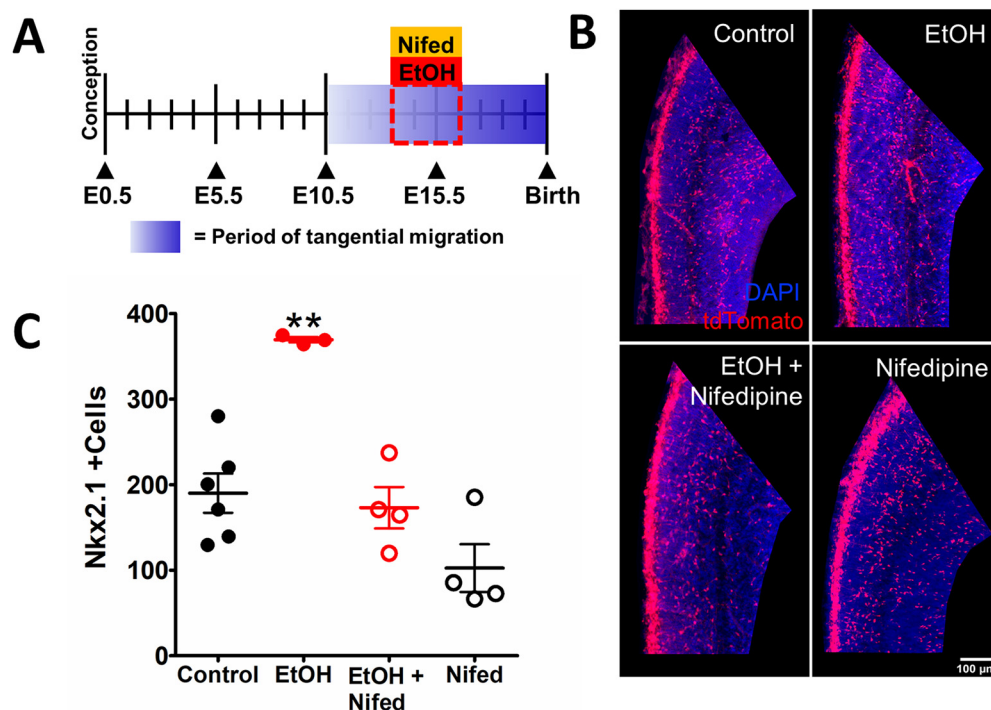 A
Nifed
EtOH
Conception
E0.5
E5.5
E10.5
E15.5
Birth
= Period of tangential migration
B
Control
EtOH
DAPI
tdTomato
EtOH +
Nifedipine
Nifedipine
100 µm
C
Nkx2.1 +Cells
400
300
200
100
0
**
Control
EtOH
EtOH +
Nifed
Nifed